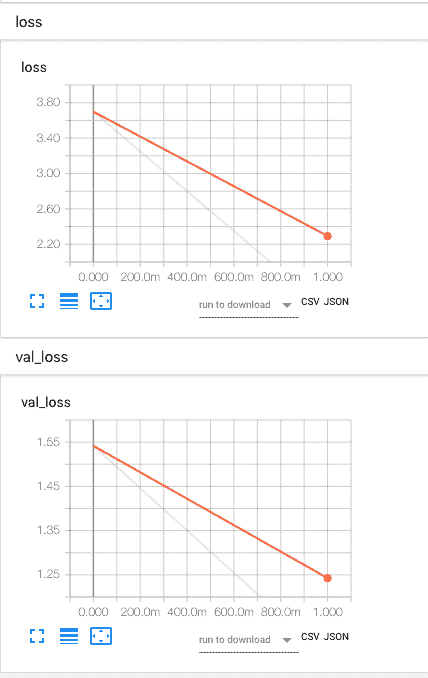 loss
loss
3.80
3.40
3.00
2.60
2.20
0.000 200.0m 400.0m 600.0m 800.0m 1.000
run to download CSV JSON
val_loss
val_loss
1.55
1.45
1.35
1.25
0.000 200.0m 400.0m 600.0m 800.0m 1.000
run to download CSV JSON